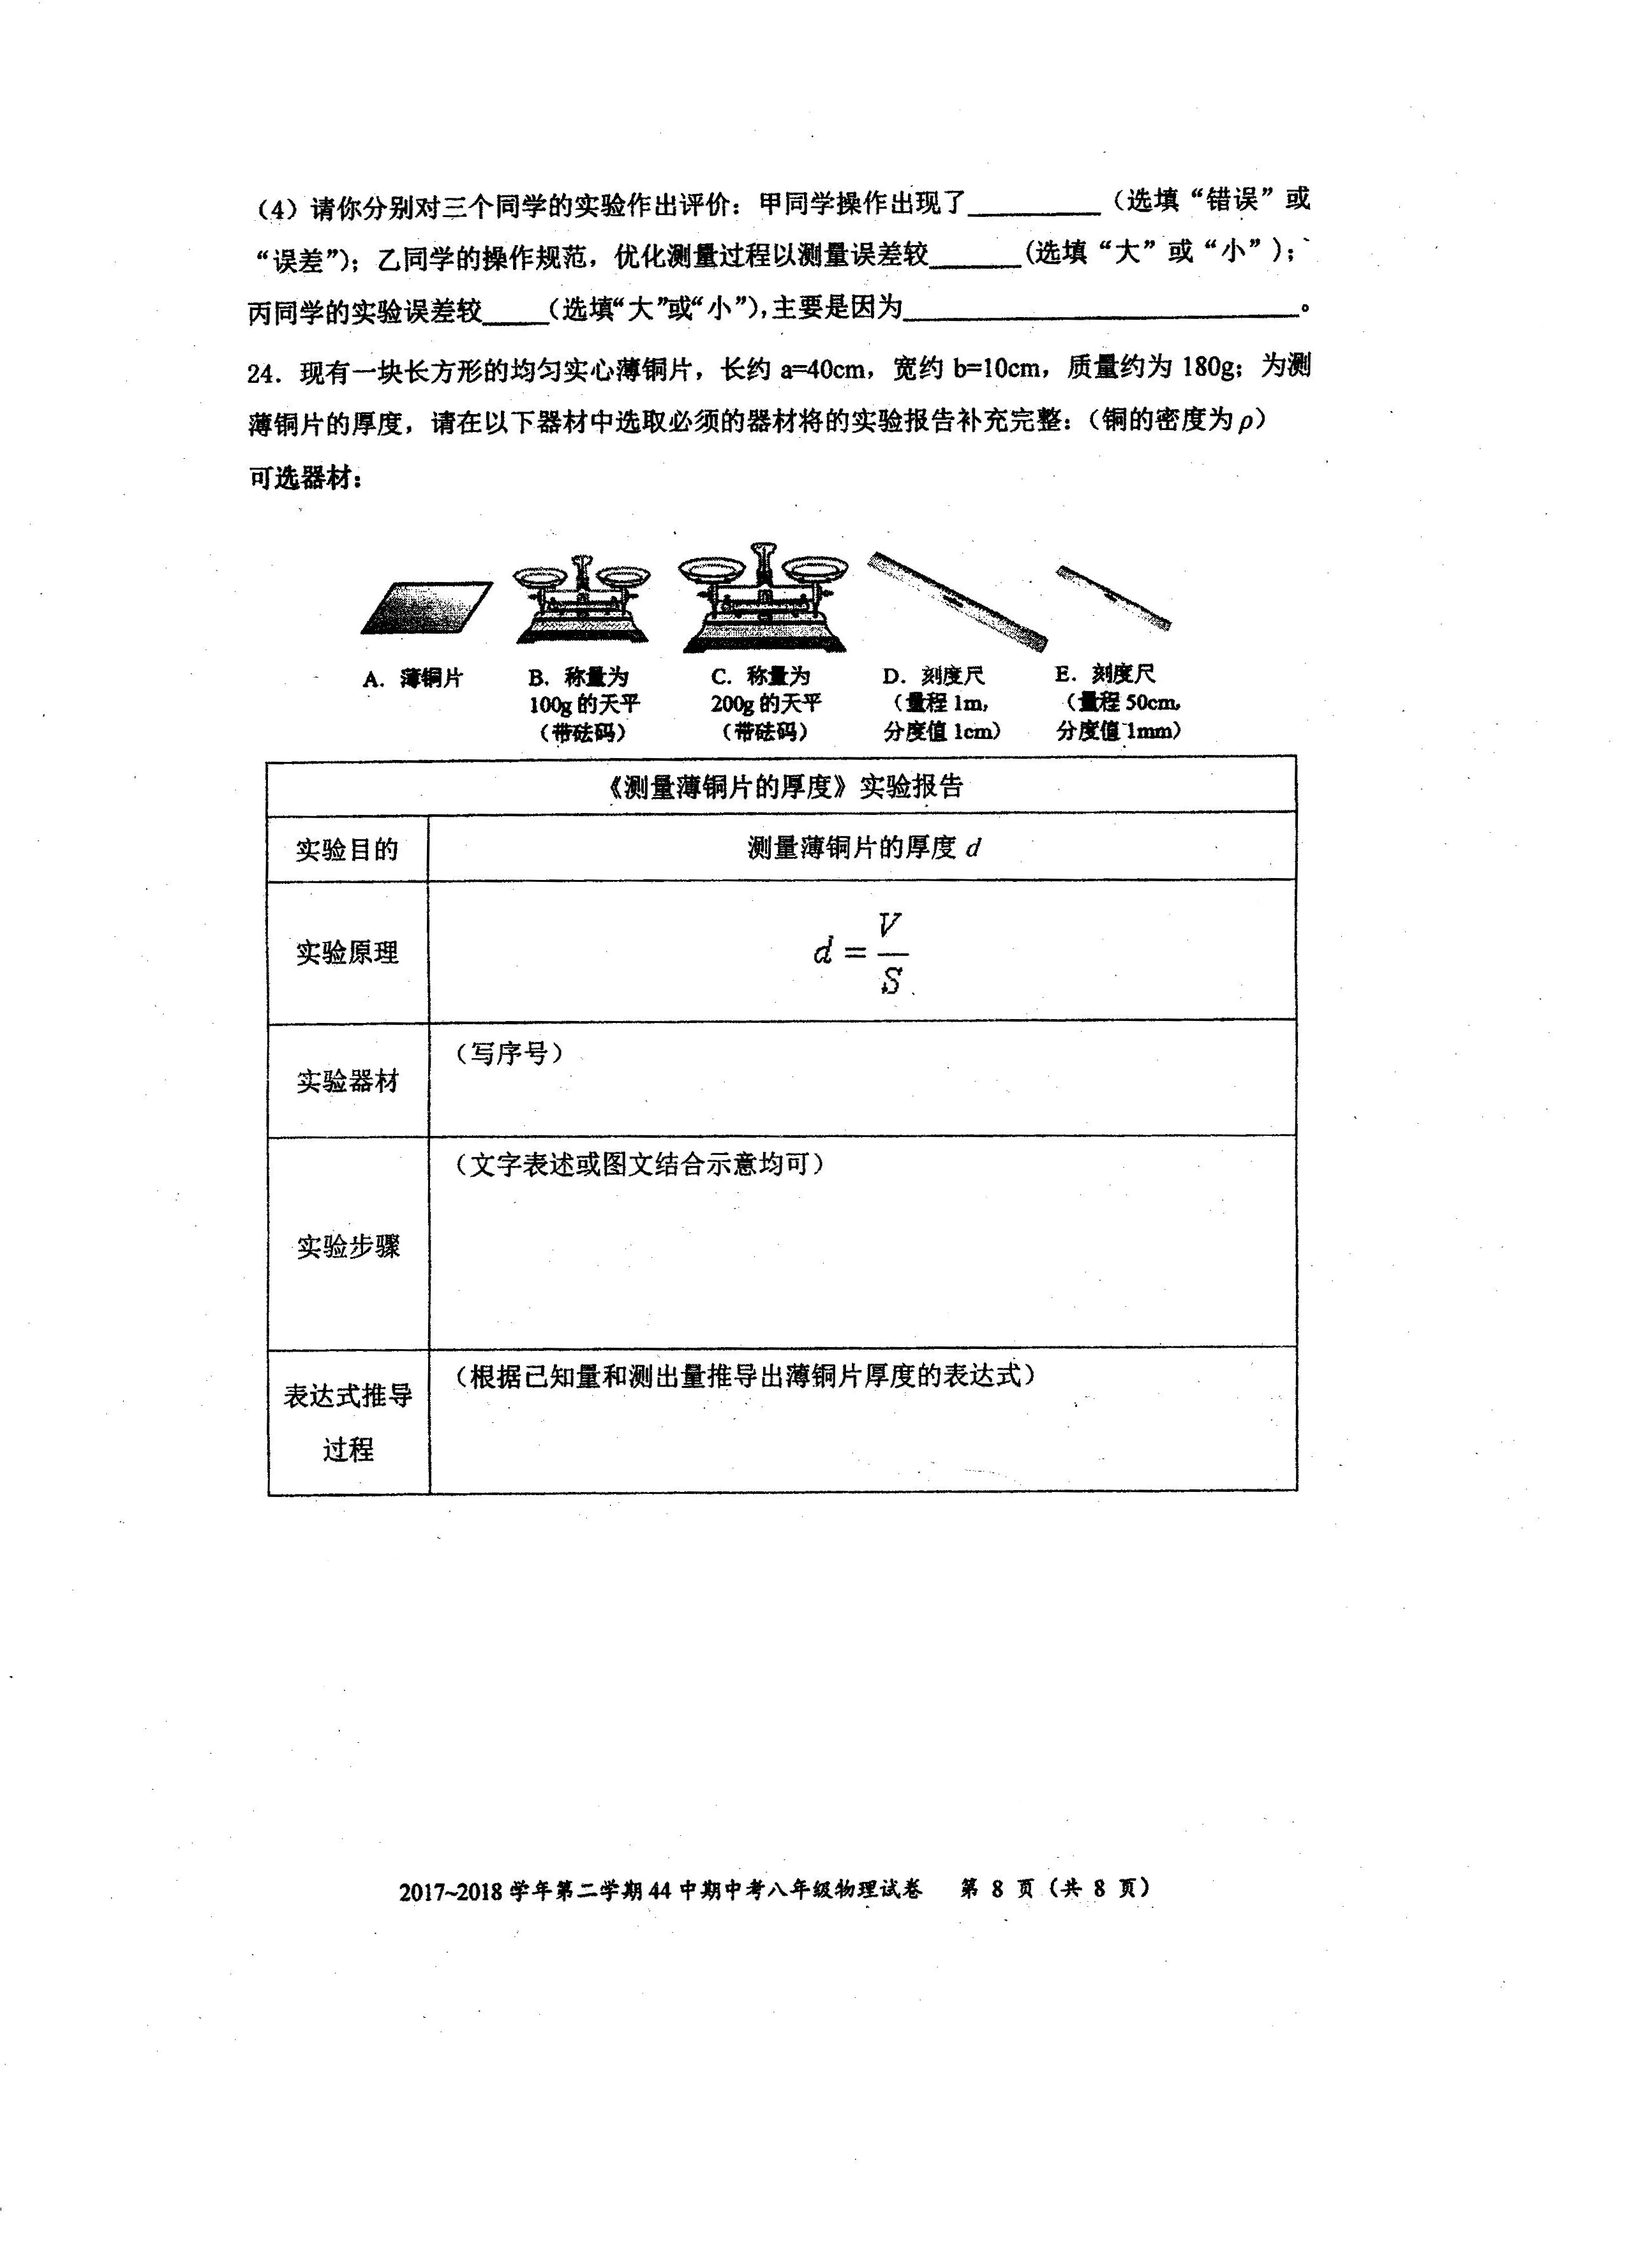 （4）请你分别对三个同学的实验作出评价：甲同学操作出现了__________（选填“错误”或
“误差”）；乙同学的操作规范，优化测量过程以测量误差较_______（选填“大”或“小”）；
丙同学的实验误差较_____（选填“大”或“小”），主要是因为______________________________。
24．现有一块长方形的均匀实心薄铜片，长约 a=40cm，宽约 b=10cm，质量约为 180g；为测
薄铜片的厚度，请在以下器材中选取必须的器材将的实验报告补充完整：（铜的密度为ρ）
可选器材：
A．薄铜片
B．称量为
100g 的天平
（带砝码）
C．称量为
200g 的天平
（带砝码）
D．刻度尺
（量程 1m，
分度值 1cm）
E．刻度尺
（量程 50cm，
分度值 1mm）
《测量薄铜片的厚度》实验报告
实验目的
测量薄铜片的厚度 d
实验原理
d = V/S
实验器材
（写序号）
实验步骤
（文字表述或图文结合示意均可）
表达式推导
过程
（根据已知量和测出量推导出薄铜片厚度的表达式）
2017~2018 学年第二学期 44 中期中考八年级物理试卷 第 8 页（共 8 页）